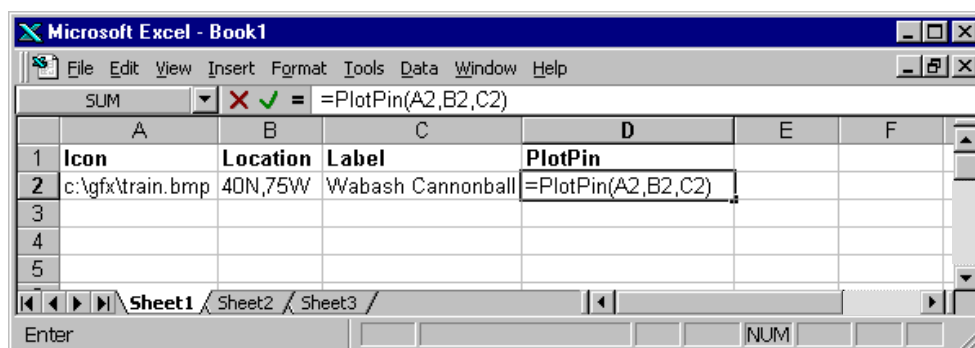 Microsoft Excel - Book1
File Edit View Insert Format Tools Data Window Help
SUM = =PlotPin(A2,B2,C2)
A B C D E F
1 Icon Location Label PlotPin
2 c:\gfx\train.bmp 40N,75W Wabash Cannonball =PlotPin(A2,B2,C2)
3
4
5
Sheet1 Sheet2 Sheet3
Enter NUM